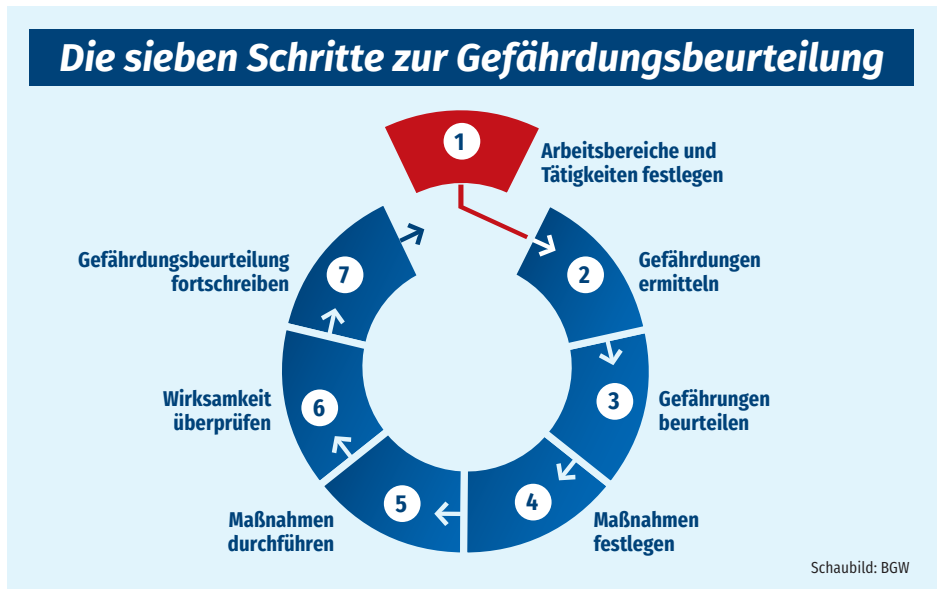 Die sieben Schritte zur Gefährdungsbeurteilung
1
Arbeitsbereiche und
Tätigkeiten festlegen
2
Gefährdungen
ermitteln
3
Gefährungen
beurteilen
4
Maßnahmen
festlegen
5
Maßnahmen
durchführen
6
Wirksamkeit
überprüfen
7
Gefährdungsbeurteilung
fortschreiben
Schaubild: BGW